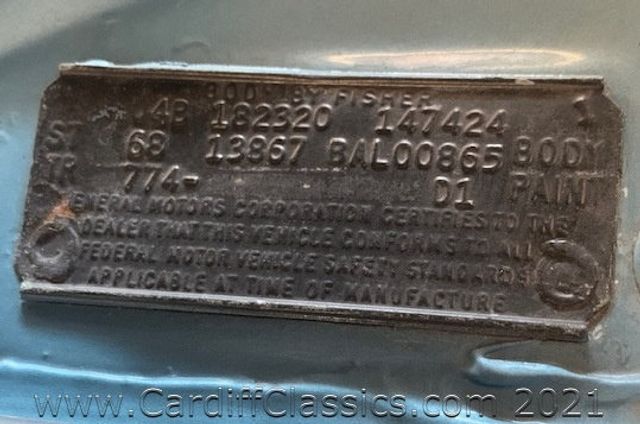 BODY BY FISHER
4B 182320 147424 1
ST 68 13867 BAL00865 BODY
TR 774- D1 PAINT
GENERAL MOTORS CORPORATION CERTIFIES TO THE
DEALER THAT THIS VEHICLE CONFORMS TO ALL
FEDERAL MOTOR VEHICLE SAFETY STANDARDS
APPLICABLE AT TIME OF MANUFACTURE
www.CardiffClassics.com 2021